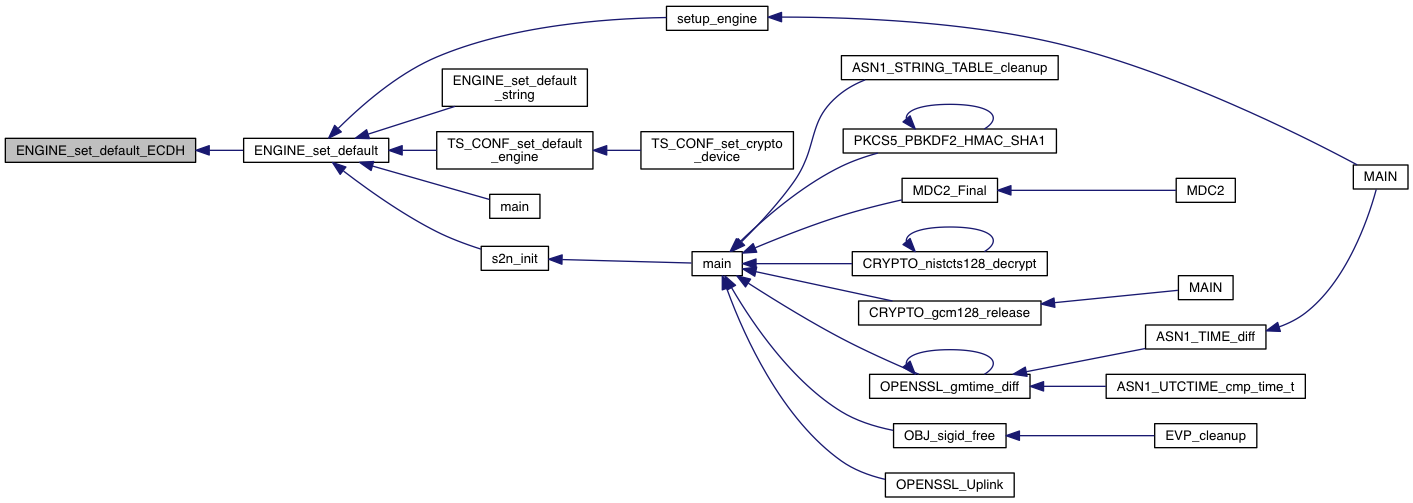 setup_engine
ASN1_STRING_TABLE_cleanup
ENGINE_set_default
_string
PKCS5_PBKDF2_HMAC_SHA1
ENGINE_set_default_ECDH
ENGINE_set_default
TS_CONF_set_default
_engine
TS_CONF_set_crypto
_device
MAIN
MDC2_Final
MDC2
main
s2n_init
main
CRYPTO_nistcts128_decrypt
MAIN
CRYPTO_gcm128_release
ASN1_TIME_diff
OPENSSL_gmtime_diff
ASN1_UTCTIME_cmp_time_t
OBJ_sigid_free
EVP_cleanup
OPENSSL_Uplink